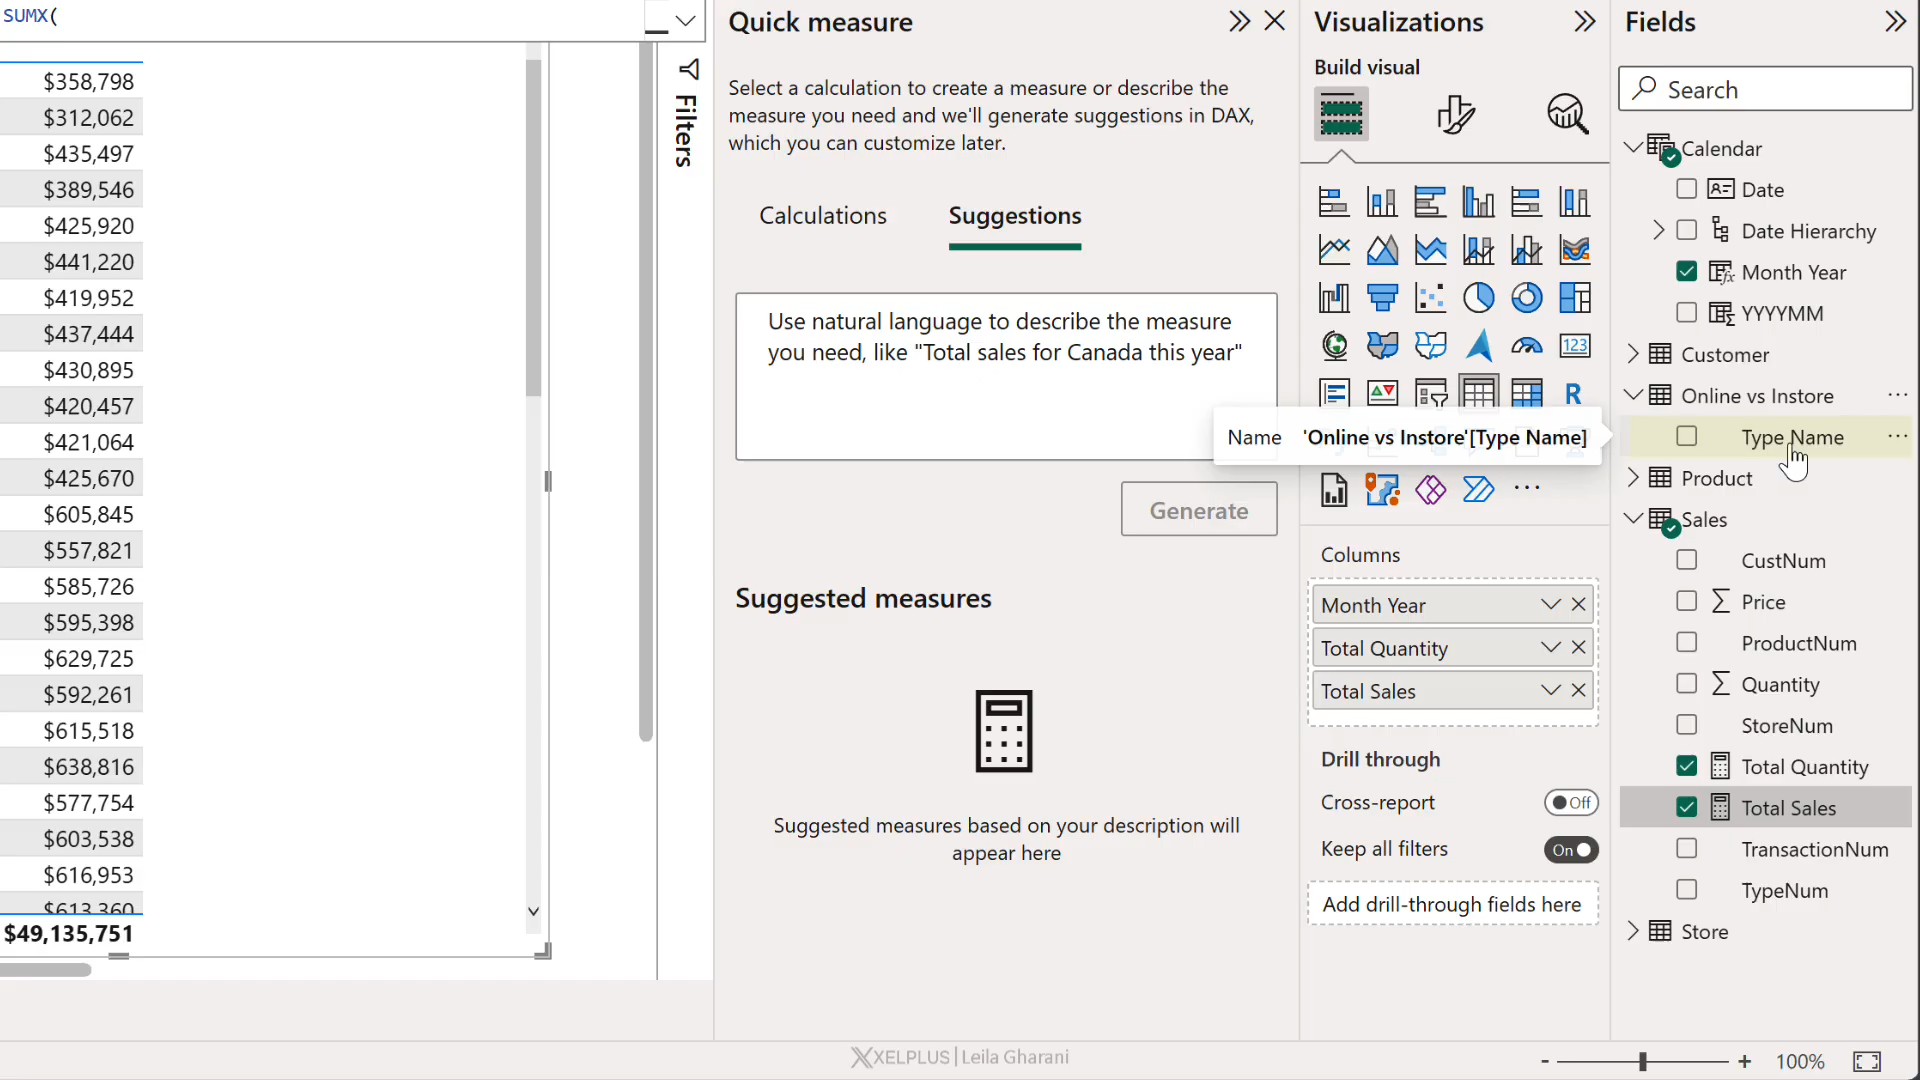 SUMX(
$358,798
$312,062
$435,497
$389,546
$425,920
$441,220
$419,952
$437,444
$430,895
$420,457
$421,064
$425,670
$605,845
$557,821
$585,726
$595,398
$629,725
$592,261
$615,518
$638,816
$577,754
$603,538
$616,953
$613,360
$49,135,751
Filters
Quick measure
Select a calculation to create a measure or describe the
measure you need and we'll generate suggestions in DAX,
which you can customize later.
Calculations
Suggestions
Use natural language to describe the measure
you need, like "Total sales for Canada this year"
Generate
Suggested measures
Suggested measures based on your description will
appear here
Visualizations
Build visual
123
R
Name 'Online vs Instore'[Type Name]
Columns
Month Year
Total Quantity
Total Sales
Drill through
Cross-report
Off
Keep all filters
On
Add drill-through fields here
Fields
Search
Calendar
Date
Date Hierarchy
Month Year
YYYYMM
Customer
Online vs Instore
Type Name
Product
Sales
CustNum
Price
ProductNum
Quantity
StoreNum
Total Quantity
Total Sales
TransactionNum
TypeNum
Store
XELPLUS | Leila Gharani
- + 100%